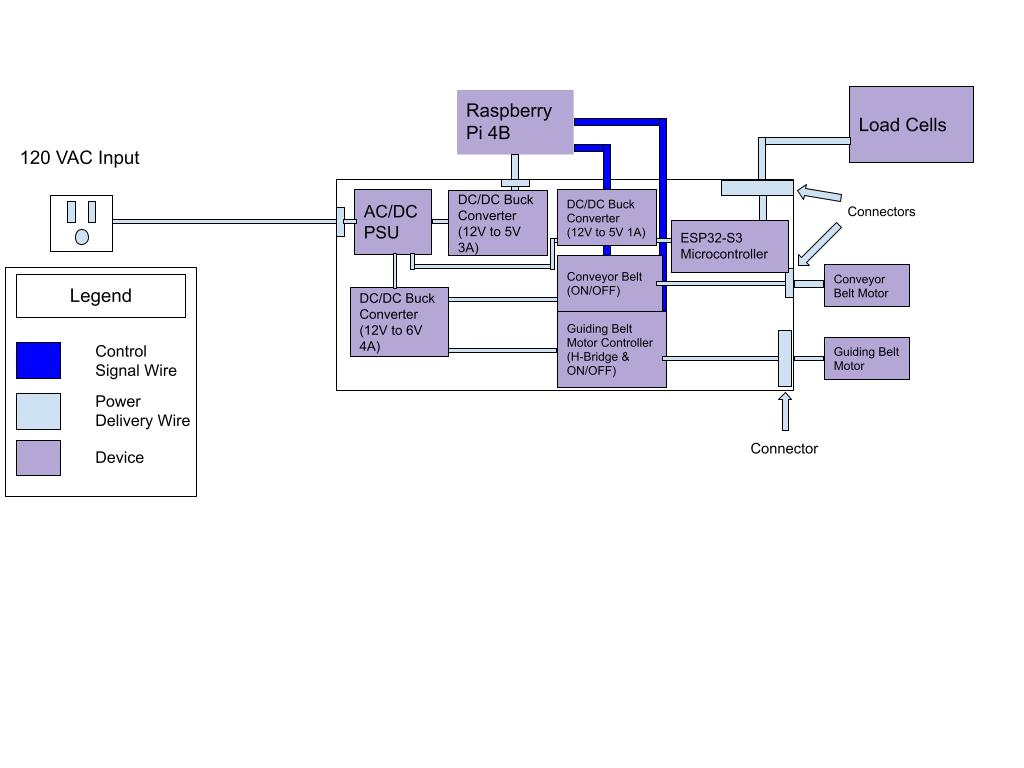 Raspberry
Pi 4B
Load Cells
120 VAC Input
AC/DC
PSU
DC/DC Buck
Converter
(12V to 5V
3A)
DC/DC Buck
Converter
(12V to 5V 1A)
Connectors
ESP32-S3
Microcontroller
Conveyor Belt
(ON/OFF)
Conveyor
Belt Motor
DC/DC Buck
Converter
(12V to 6V
4A)
Guiding Belt
Motor Controller
(H-Bridge &
ON/OFF)
Guiding Belt
Motor
Connector
Legend
Control
Signal Wire
Power
Delivery Wire
Device